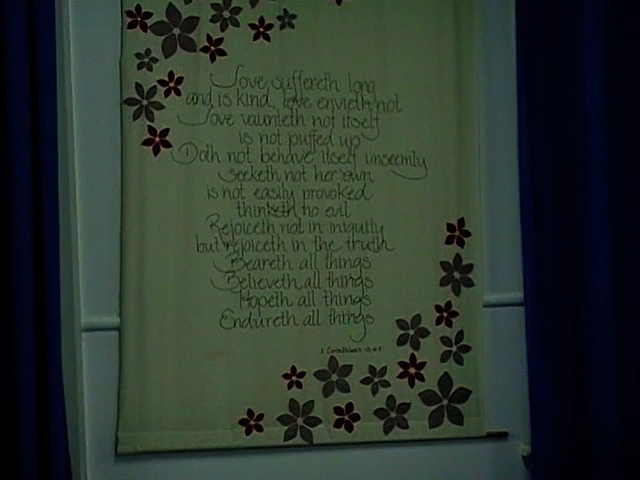 Love suffereth long
and is kind, love envieth not
Love vaunteth not itself
is not puffed up
Doth not behave itself unseemly
seeketh not her own
is not easily provoked
thinketh no evil
Rejoiceth not in iniquity
but rejoiceth in the truth
Beareth all things
Believeth all things
Hopeth all things
Endureth all things
1 Corinthians